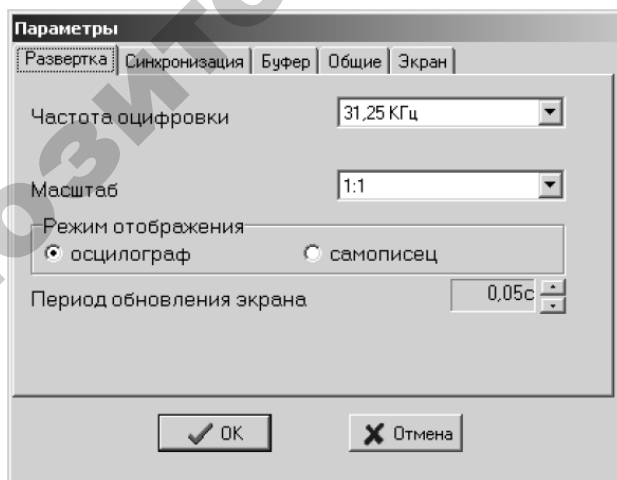 Параметры
Развертка Синхронизация Буфер Общие Экран
Частота оцифровки 31,25 КГц
Масштаб 1:1
Режим отображения
осцилограф самописец
Период обновления экрана 0,05с
OK Отмена